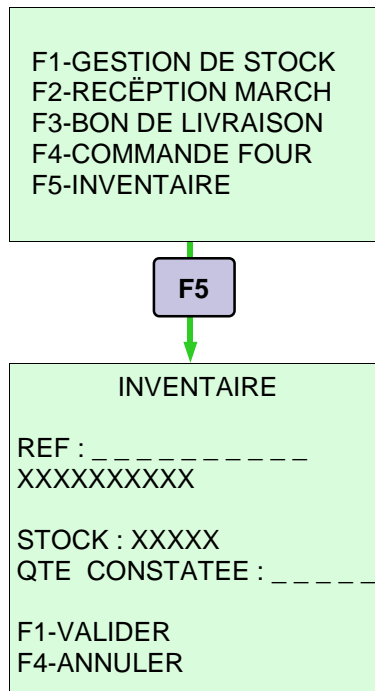 F1-GESTION DE STOCK
F2-RECËPTION MARCH
F3-BON DE LIVRAISON
F4-COMMANDE FOUR
F5-INVENTAIRE
F5
INVENTAIRE
REF : _ _ _ _ _ _ _ _ _ _
XXXXXXXXXX
STOCK : XXXXX
QTE CONSTATEE : _ _ _ _ _
F1-VALIDER
F4-ANNULER